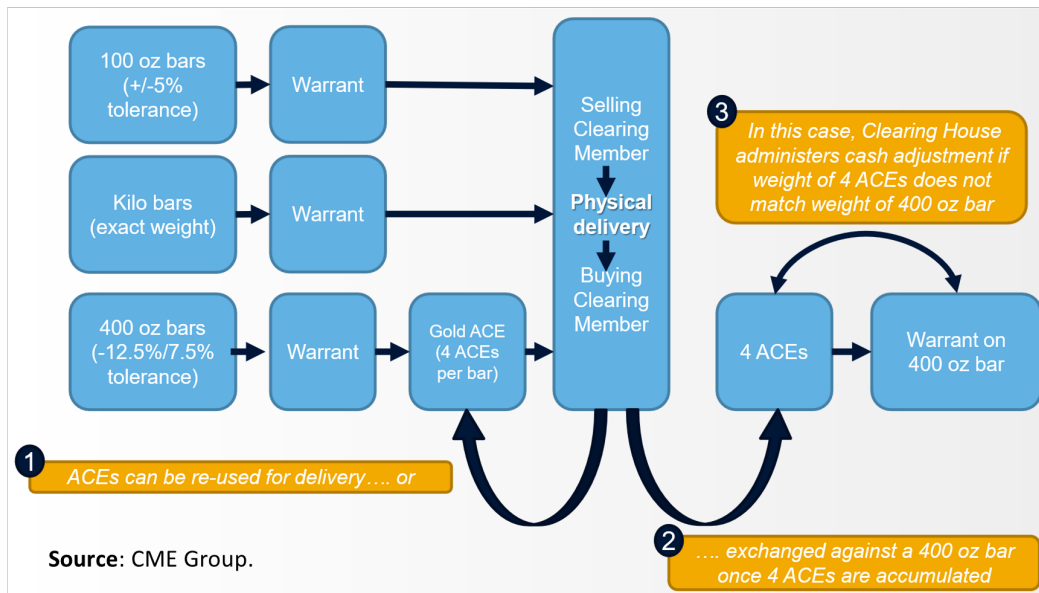 100 oz bars
(+/-5%
tolerance)
Warrant
Kilo bars
(exact weight)
Warrant
400 oz bars
(-12.5%/7.5%
tolerance)
Warrant
Gold ACE
(4 ACEs
per bar)
Selling
Clearing
Member
Physical
delivery
Buying
Clearing
Member
3
In this case, Clearing House
administers cash adjustment if
weight of 4 ACEs does not
match weight of 400 oz bar
4 ACEs
Warrant on
400 oz bar
1
ACEs can be re-used for delivery.... or
2
.... exchanged against a 400 oz bar
once 4 ACEs are accumulated
Source: CME Group.